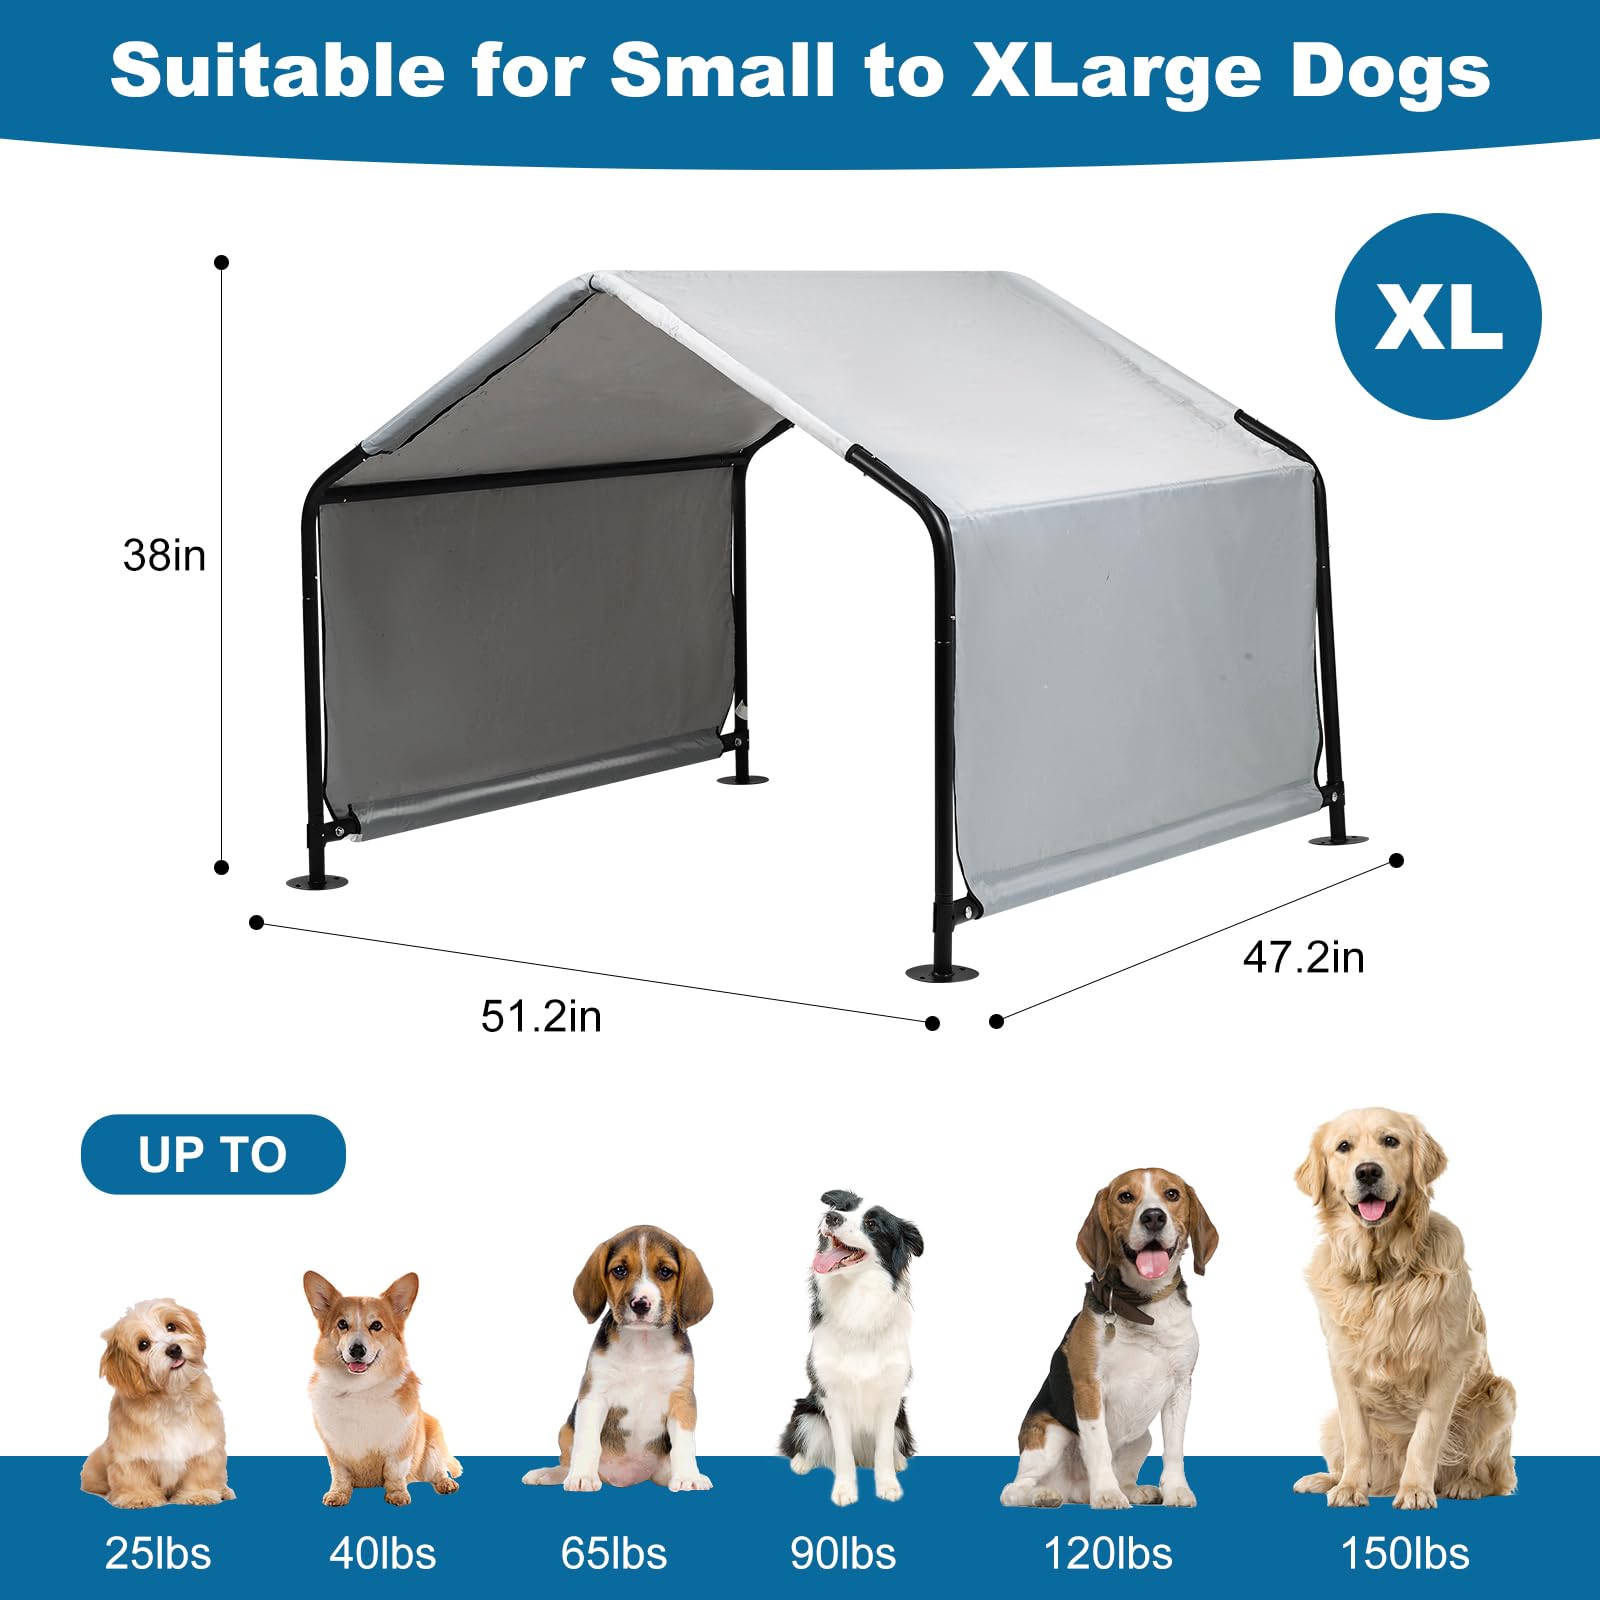 Suitable for Small to XLarge Dogs
XL
38in
51.2in
47.2in
UP TO
25lbs
40lbs
65lbs
90lbs
120lbs
150lbs